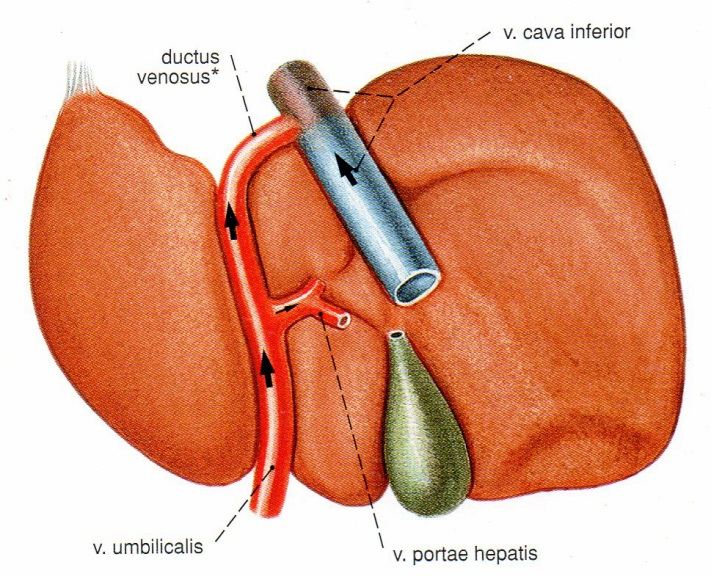 v. cava inferior
ductus
venosus*
v. umbilicalis
v. portae hepatis